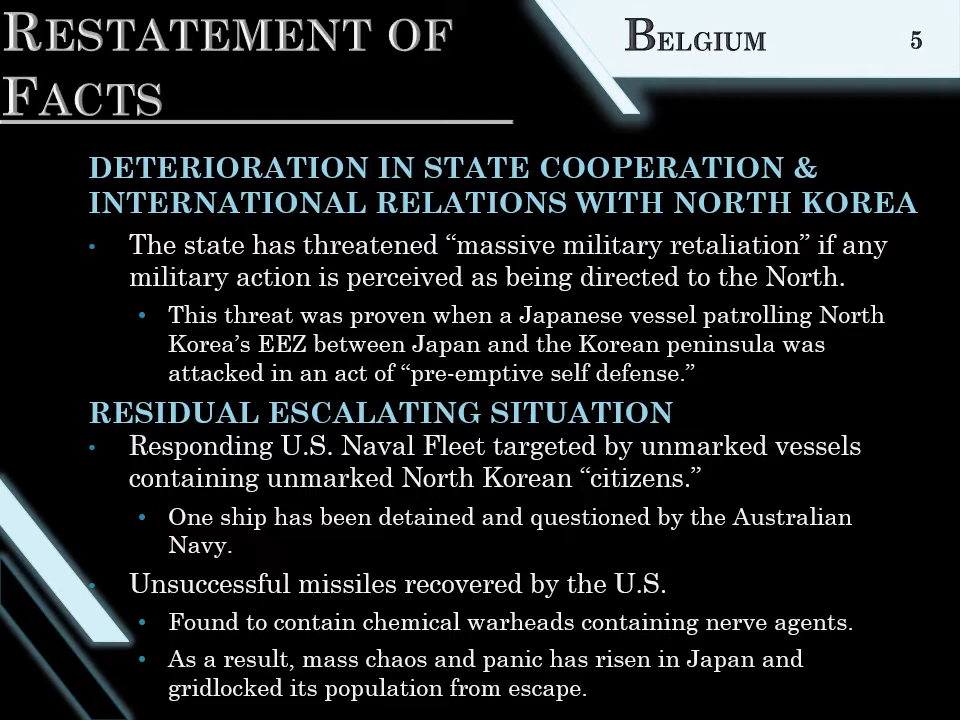 RESTATEMENT OF
FACTS
BELGIUM
5
DETERIORATION IN STATE COOPERATION &
INTERNATIONAL RELATIONS WITH NORTH KOREA
• The state has threatened “massive military retaliation” if any
military action is perceived as being directed to the North.
• This threat was proven when a Japanese vessel patrolling North
Korea’s EEZ between Japan and the Korean peninsula was
attacked in an act of “pre-emptive self defense.”
RESIDUAL ESCALATING SITUATION
• Responding U.S. Naval Fleet targeted by unmarked vessels
containing unmarked North Korean “citizens.”
• One ship has been detained and questioned by the Australian
Navy.
• Unsuccessful missiles recovered by the U.S.
• Found to contain chemical warheads containing nerve agents.
• As a result, mass chaos and panic has risen in Japan and
gridlocked its population from escape.